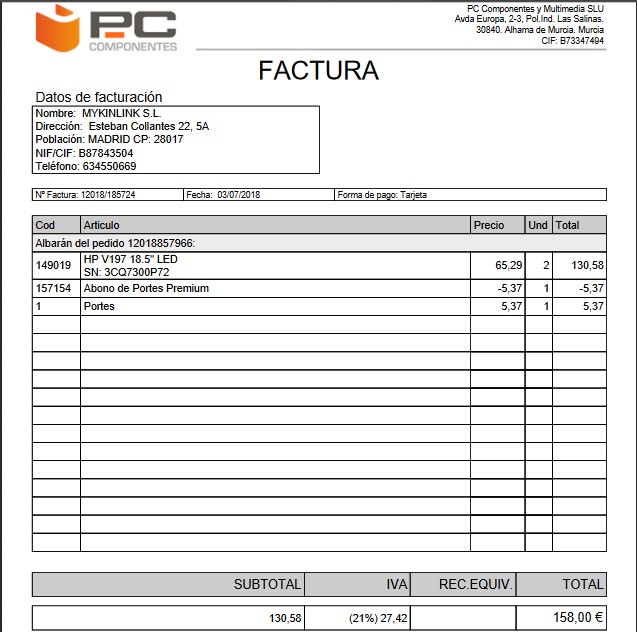 PC
COMPONENTES
PC Componentes y Multimedia SLU
Avda Europa, 2-3, Pol.Ind. Las Salinas.
30840. Alhama de Murcia. Murcia
CIF: B73347494
FACTURA
Datos de facturación
Nombre: MYKINLINK S.L.
Dirección: Esteban Collantes 22, 5A
Población: MADRID CP: 28017
NIF/CIF: B87843504
Teléfono: 634550669
Nº Factura: 12018/185724 Fecha: 03/07/2018 Forma de pago: Tarjeta
Cod Articulo Precio Und Total
Albarán del pedido 12018857966:
149019 HP V197 18.5" LED 65,29 2 130,58
SN: 3CQ7300P72
157154 Abono de Portes Premium -5,37 1 -5,37
1 Portes 5,37 1 5,37
SUBTOTAL IVA REC.EQUIV. TOTAL
130,58 (21%) 27,42 158,00 €